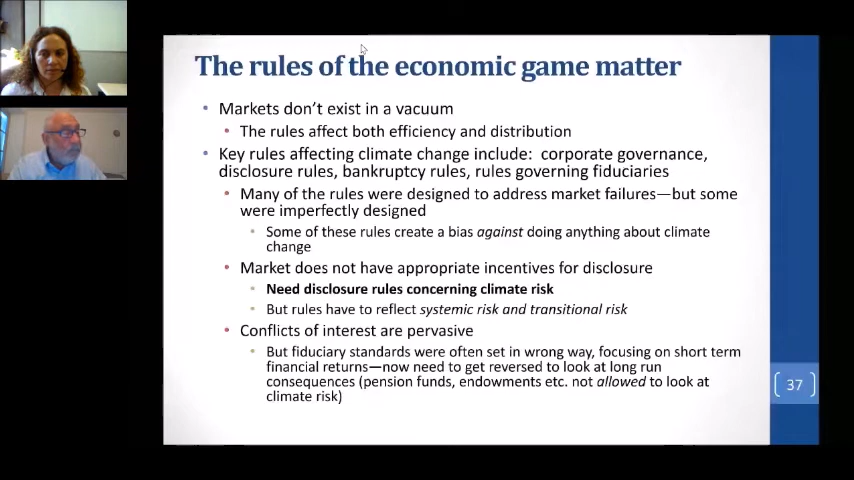 The rules of the economic game matter
• Markets don't exist in a vacuum
• The rules affect both efficiency and distribution
• Key rules affecting climate change include: corporate governance,
disclosure rules, bankruptcy rules, rules governing fiduciaries
• Many of the rules were designed to address market failures—but some
were imperfectly designed
• Some of these rules create a bias against doing anything about climate
change
• Market does not have appropriate incentives for disclosure
• Need disclosure rules concerning climate risk
• But rules have to reflect systemic risk and transitional risk
• Conflicts of interest are pervasive
• But fiduciary standards were often set in wrong way, focusing on short term
financial returns—now need to get reversed to look at long run
consequences (pension funds, endowments etc. not allowed to look at
climate risk)
37